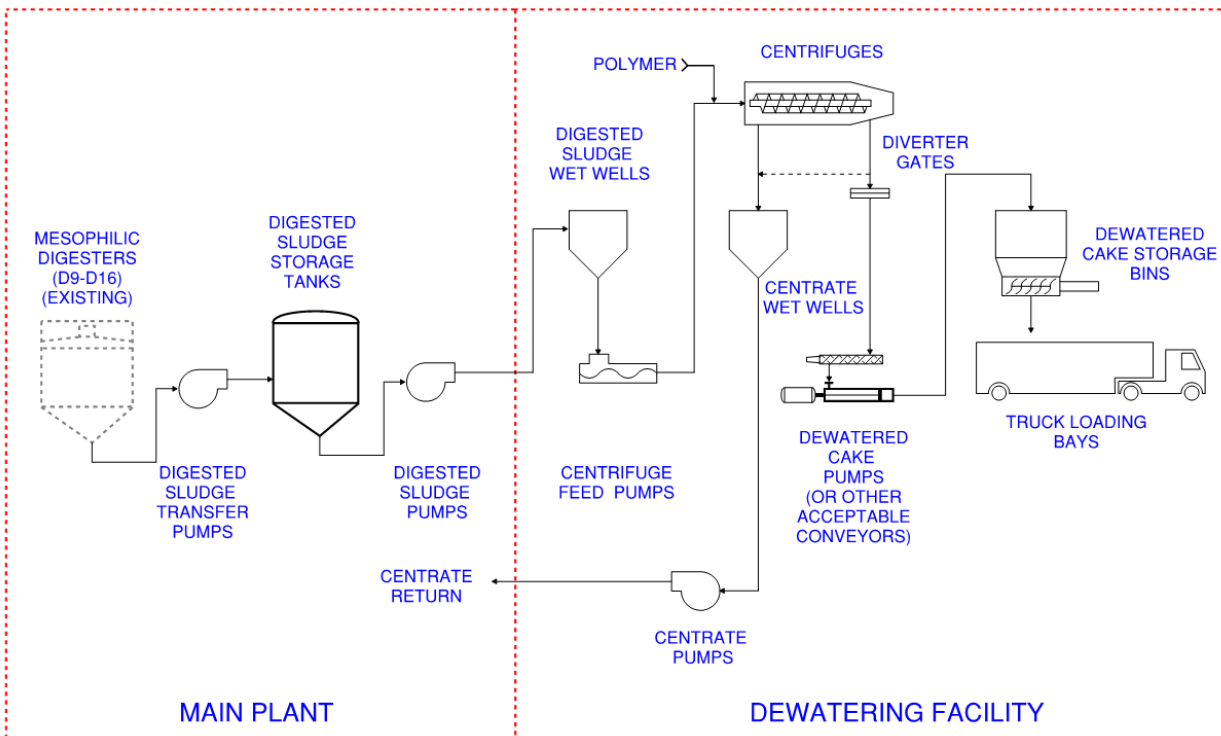 POLYMER
CENTRIFUGES
DIGESTED
SLUDGE
WET WELLS
DIVERTER
GATES
MESOPHILIC
DIGESTERS
(D9-D16)
(EXISTING)
DIGESTED
SLUDGE
STORAGE
TANKS
DEWATERED
CAKE STORAGE
BINS
CENTRATE
WET WELLS
TRUCK LOADING
BAYS
DIGESTED
SLUDGE
TRANSFER
PUMPS
DIGESTED
SLUDGE
PUMPS
CENTRIFUGE
FEED PUMPS
DEWATERED
CAKE
PUMPS
(OR OTHER
ACCEPTABLE
CONVEYORS)
CENTRATE
RETURN
CENTRATE
PUMPS
MAIN PLANT
DEWATERING FACILITY